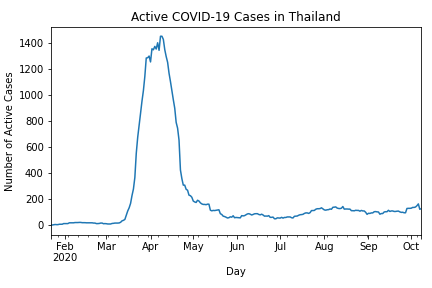 Active COVID-19 Cases in Thailand
Number of Active Cases
1400
1200
1000
800
600
400
200
0
Feb Mar Apr May Jun Jul Aug Sep Oct
2020
Day